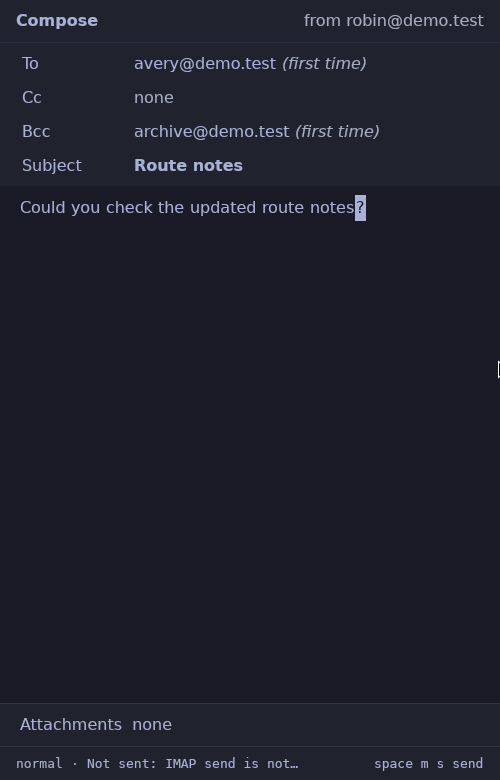 Compose from robin@demo.test
To avery@demo.test (first time)
Cc none
Bcc archive@demo.test (first time)
Subject Route notes
Could you check the updated route notes?
Attachments none
normal · Not sent: IMAP send is not… space m s send